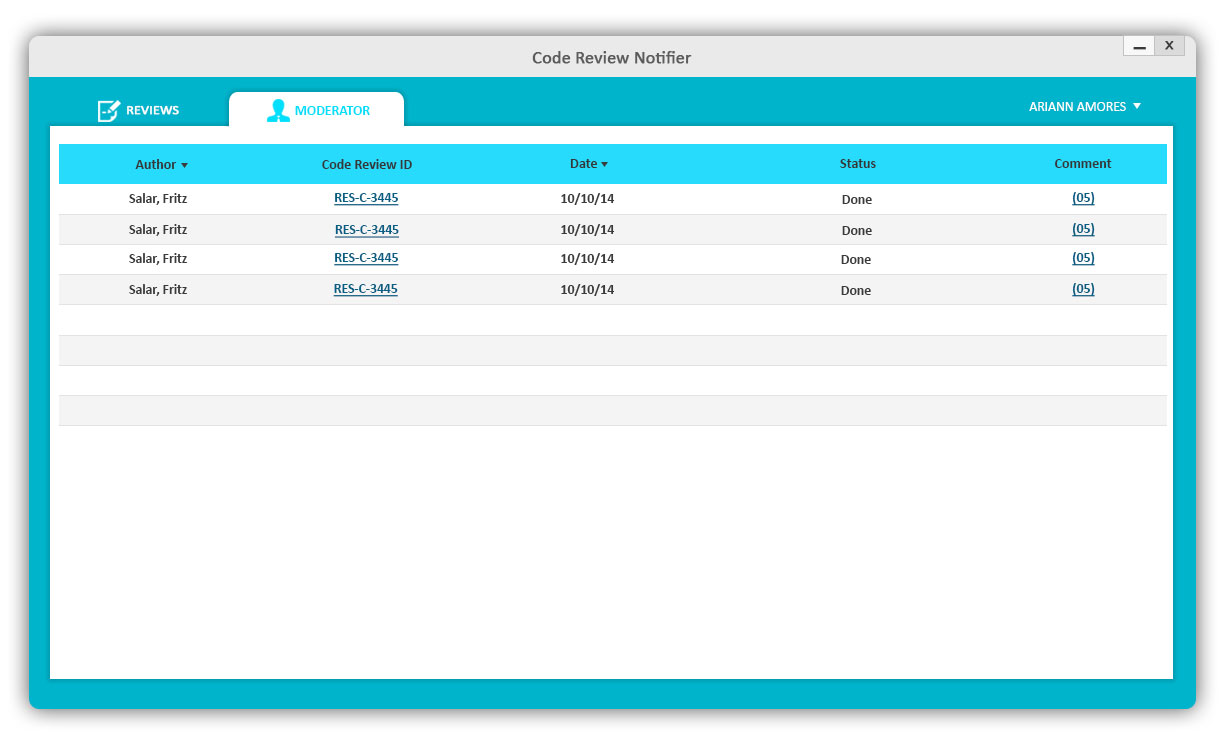 Code Review Notifier
X
REVIEWS
MODERATOR
ARIANN AMORES
Author Code Review ID Date Status Comment
Salar, Fritz RES-C-3445 10/10/14 Done (05)
Salar, Fritz RES-C-3445 10/10/14 Done (05)
Salar, Fritz RES-C-3445 10/10/14 Done (05)
Salar, Fritz RES-C-3445 10/10/14 Done (05)